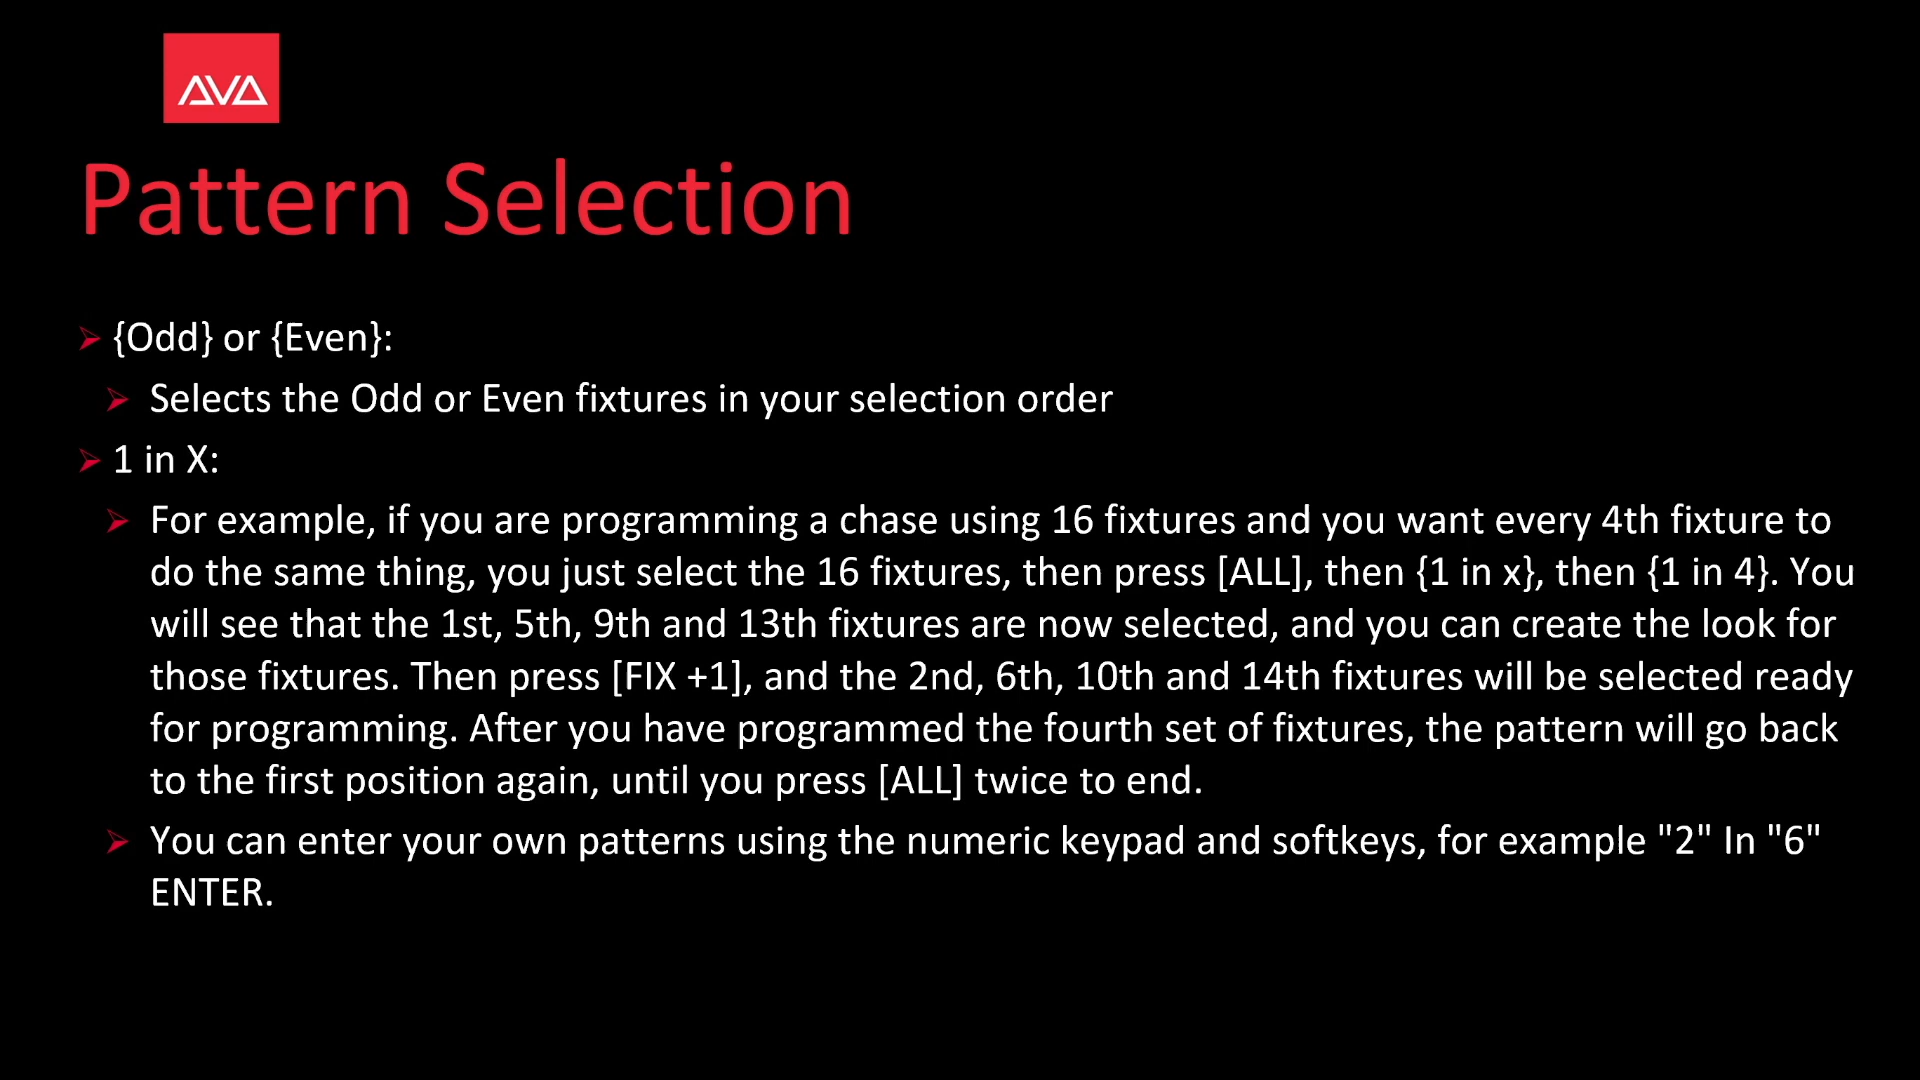 AVA
Pattern Selection
{Odd} or {Even}:
Selects the Odd or Even fixtures in your selection order
1 in X:
For example, if you are programming a chase using 16 fixtures and you want every 4th fixture to
do the same thing, you just select the 16 fixtures, then press [ALL], then {1 in x}, then {1 in 4}. You
will see that the 1st, 5th, 9th and 13th fixtures are now selected, and you can create the look for
those fixtures. Then press [FIX +1], and the 2nd, 6th, 10th and 14th fixtures will be selected ready
for programming. After you have programmed the fourth set of fixtures, the pattern will go back
to the first position again, until you press [ALL] twice to end.
You can enter your own patterns using the numeric keypad and softkeys, for example "2" In "6"
ENTER.